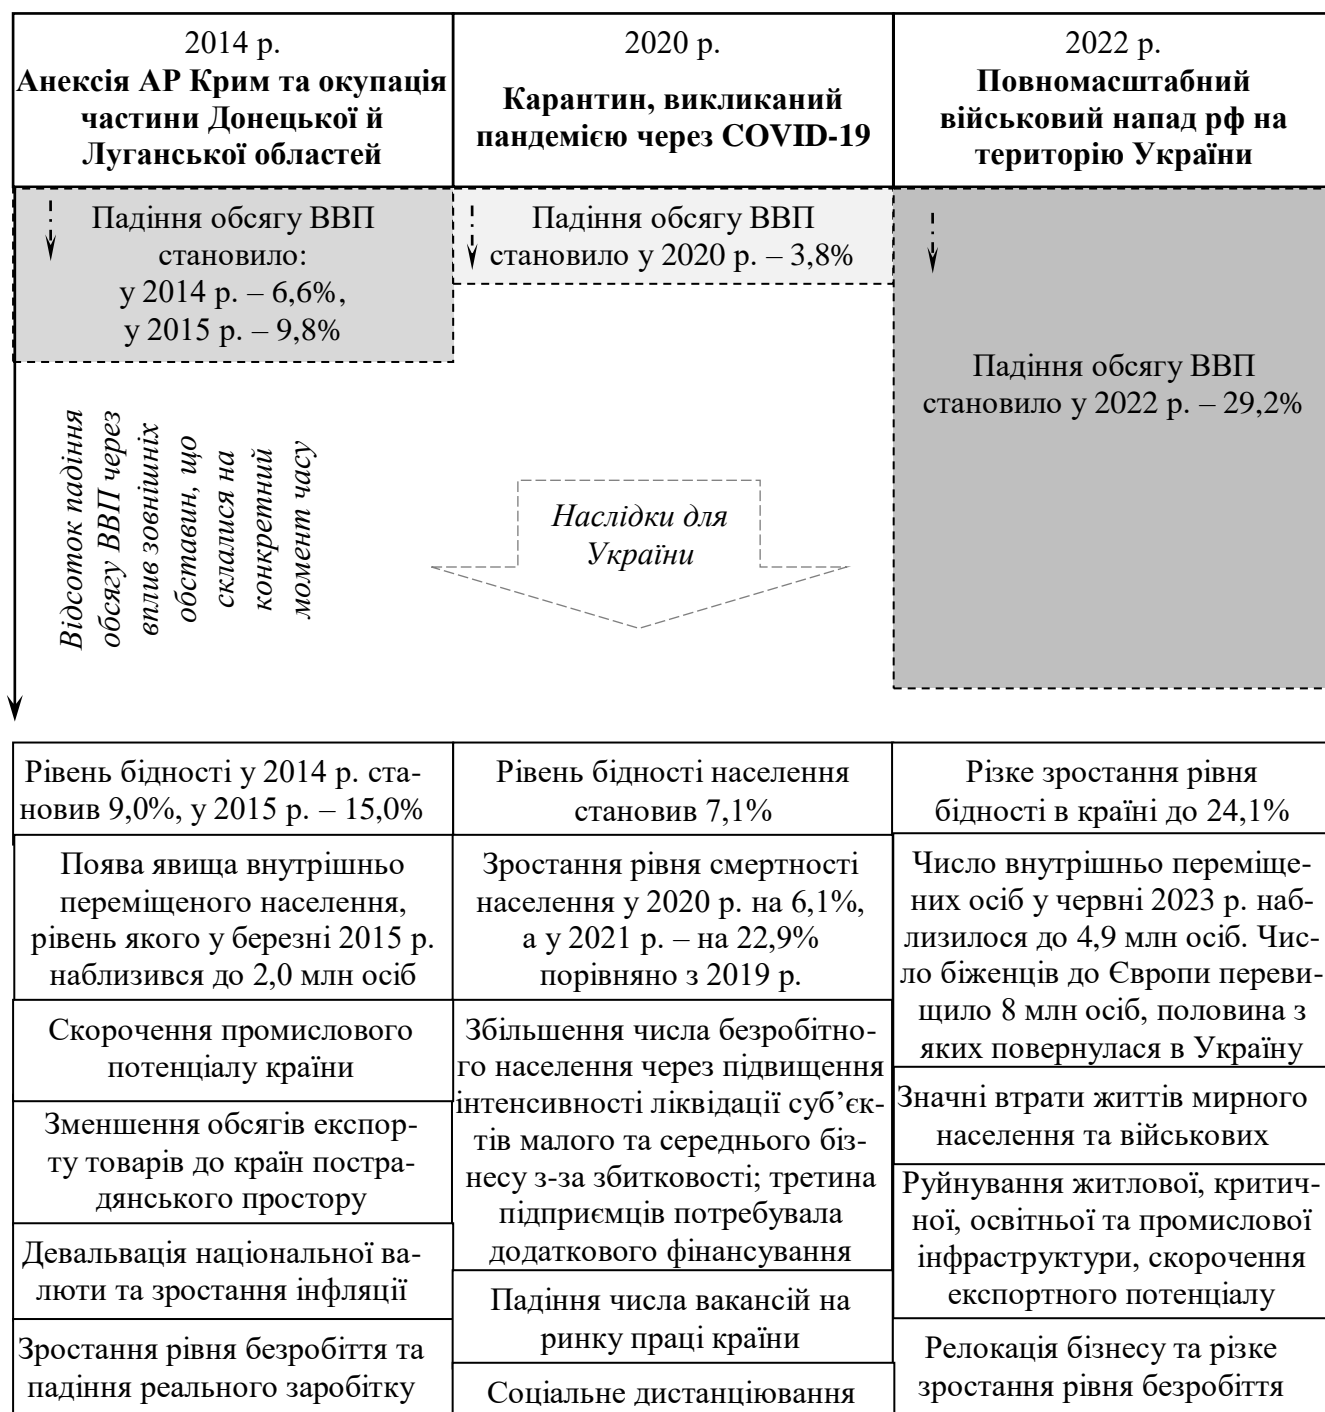 2014 р.
Анексія АР Крим та окупація
частини Донецької й
Луганської областей
2020 р.
Карантин, викликаний
пандемією через COVID-19
2022 р.
Повномасштабний
військовий напад рф на
територію України
Падіння обсягу ВВП
становило:
у 2014 р. – 6,6%,
у 2015 р. – 9,8%
Падіння обсягу ВВП
становило у 2020 р. – 3,8%
Падіння обсягу ВВП
становило у 2022 р. – 29,2%
Відсоток падіння
обсягу ВВП через
вплив зовнішніх
обставин, що
склалися на
конкретний
момент часу
Наслідки для
України
Рівень бідності у 2014 р. ста-
новив 9,0%, у 2015 р. – 15,0%
Поява явища внутрішньо
переміщеного населення,
рівень якого у березні 2015 р.
наблизився до 2,0 млн осіб
Скорочення промислового
потенціалу країни
Зменшення обсягів експор-
ту товарів до країн постра-
дянського простору
Девальвація національної ва-
люти та зростання інфляції
Зростання рівня безробіття та
падіння реального заробітку
Рівень бідності населення
становив 7,1%
Зростання рівня смертності
населення у 2020 р. на 6,1%,
а у 2021 р. – на 22,9%
порівняно з 2019 р.
Збільшення числа безробітно-
го населення через підвищення
інтенсивності ліквідації суб’єк-
тів малого та середнього біз-
несу з-за збитковості; третина
підприємців потребувала
додаткового фінансування
Падіння числа вакансій на
ринку праці країни
Соціальне дистанціювання
Різке зростання рівня
бідності в країні до 24,1%
Число внутрішньо переміще-
них осіб у червні 2023 р. наб-
лизилося до 4,9 млн осіб. Чис-
ло біженців до Європи переви-
щило 8 млн осіб, половина з
яких повернулася в Україну
Значні втрати життів мирного
населення та військових
Руйнування житлової, критич-
ної, освітньої та промислової
інфраструктури, скорочення
експортного потенціалу
Релокація бізнесу та різке
зростання рівня безробіття